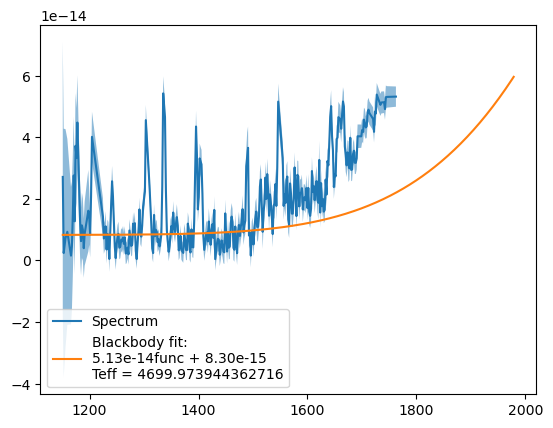 1e−14
6
4
2
0
−2
−4
Spectrum
Blackbody fit:
5.13e-14func + 8.30e-15
Teff = 4699.973944362716
1200 1400 1600 1800 2000